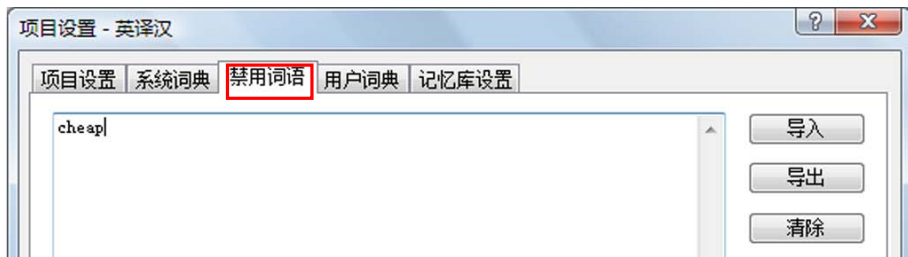 项目设置 - 英译汉
项目设置 系统词典 禁用词语 用户词典 记忆库设置
cheap
导入
导出
清除